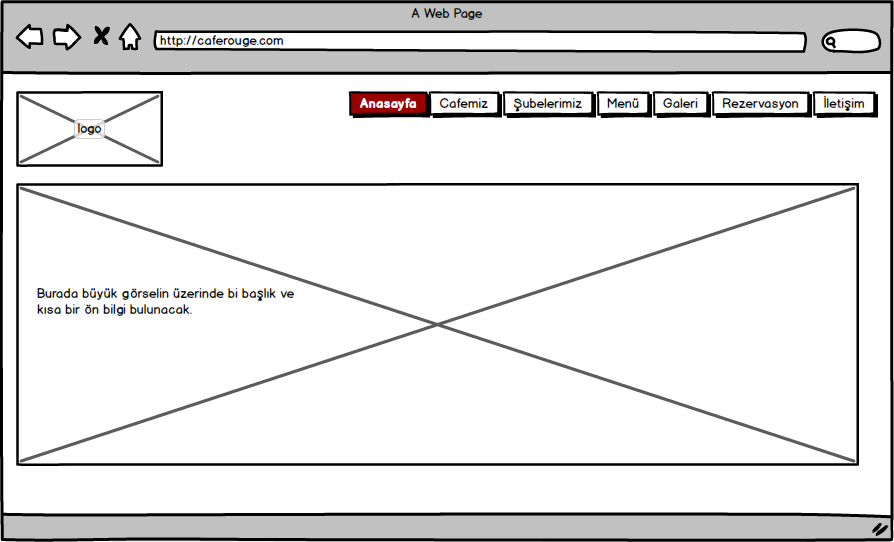 A Web Page
http://caferouge.com
logo
Anasayfa Cafemiz Şubelerimiz Menü Galeri Rezervasyon İletişim
Burada büyük görselin üzerinde bi başlık ve
kısa bir ön bilgi bulunacak.